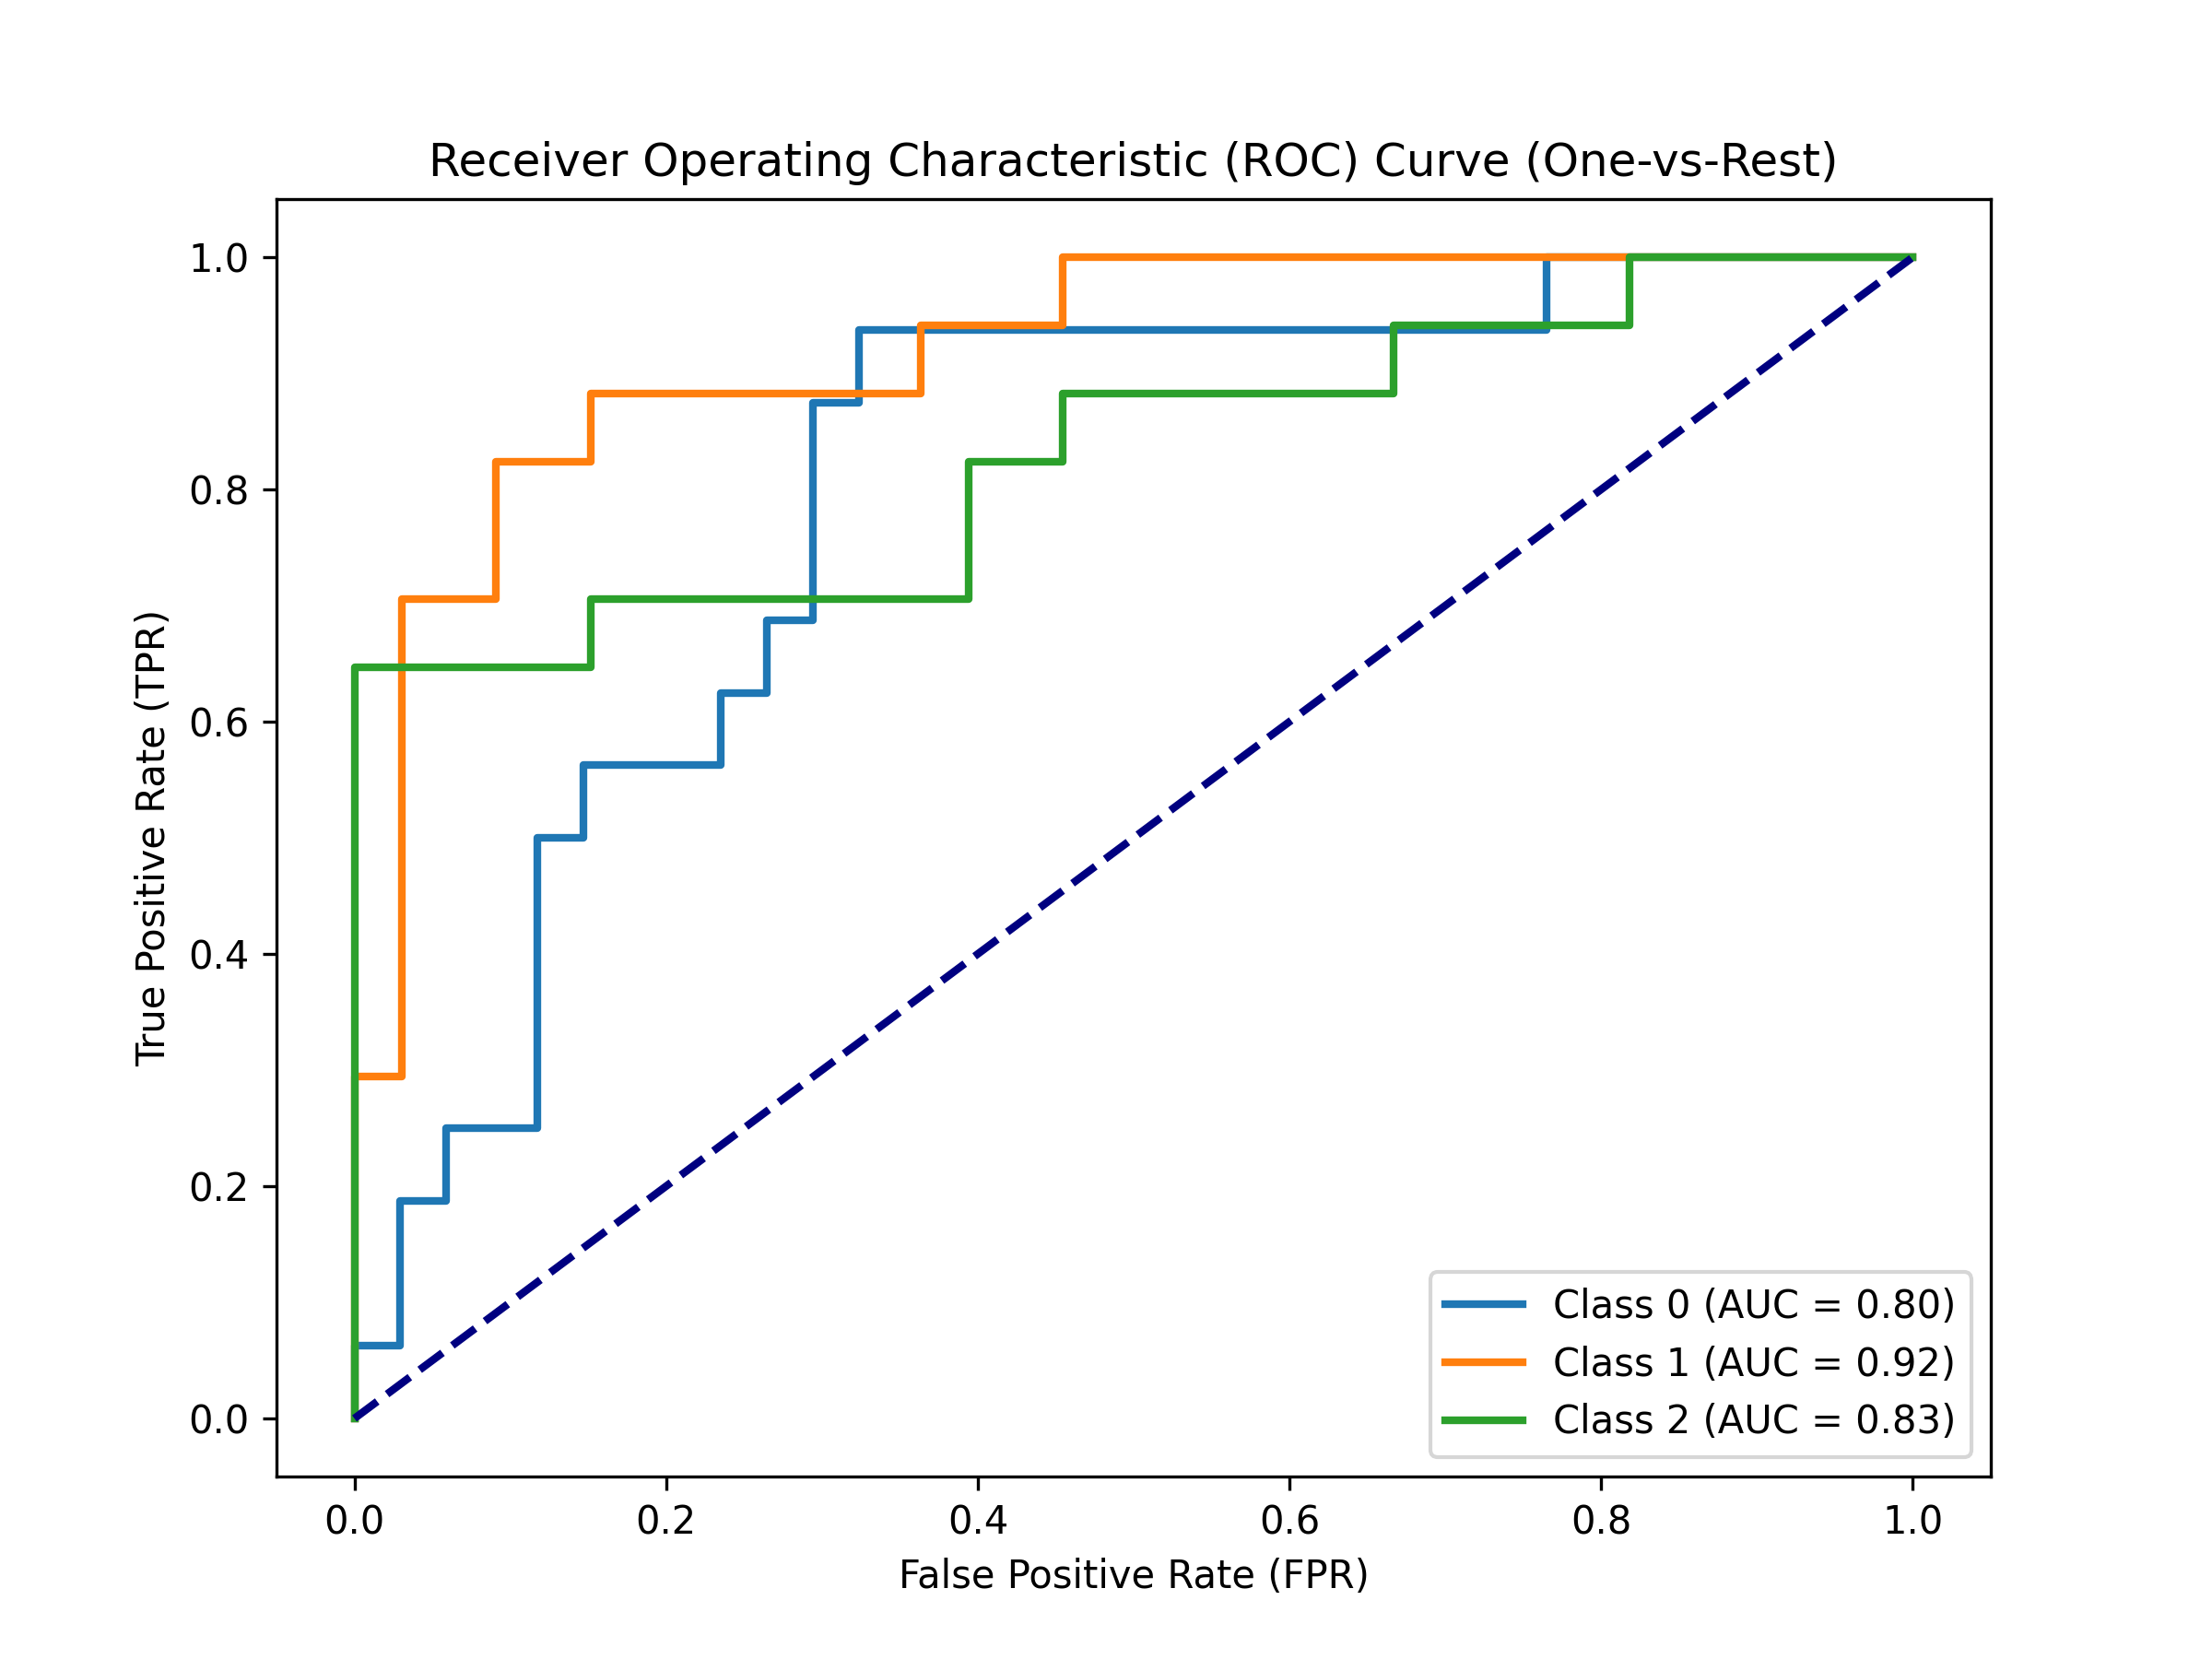 Receiver Operating Characteristic (ROC) Curve (One-vs-Rest)
True Positive Rate (TPR)
1.0
0.8
0.6
0.4
0.2
0.0
0.0 0.2 0.4 0.6 0.8 1.0
False Positive Rate (FPR)
Class 0 (AUC = 0.80)
Class 1 (AUC = 0.92)
Class 2 (AUC = 0.83)